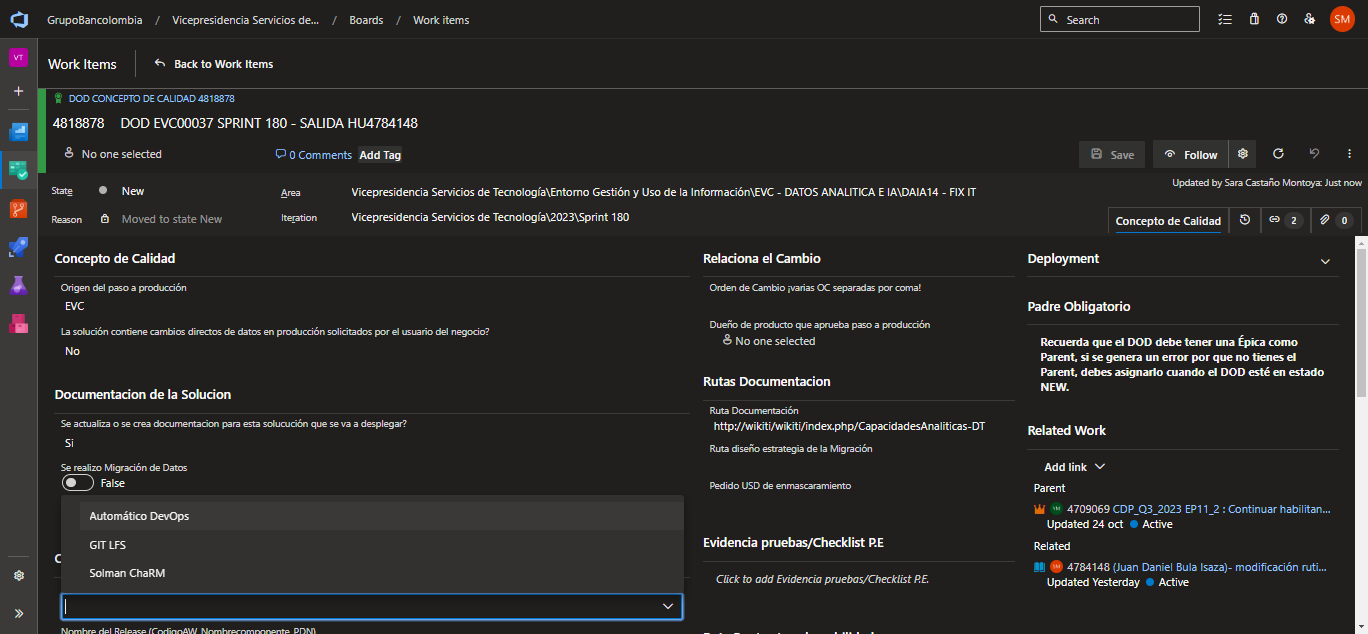 GrupoBancolombia / Vicepresidencia Servicios de... / Boards / Work items
Search
SM
VT
Work Items
Back to Work Items
DOD CONCEPTO DE CALIDAD 4818878
4818878 DOD EVC00037 SPRINT 180 - SALIDA HU4784148
No one selected
0 Comments
Add Tag
Save
Follow
State
New
Area
Vicepresidencia Servicios de Tecnología\Entorno Gestión y Uso de la Información\EVC - DATOS ANALITICA E IA\DAIA14 - FIX IT
Updated by Sara Castaño Montoya: Just now
Reason
Moved to state New
Iteration
Vicepresidencia Servicios de Tecnología\2023\Sprint 180
Concepto de Calidad
2
0
Concepto de Calidad
Origen del paso a producción
EVC
La solución contiene cambios directos de datos en producción solicitados por el usuario del negocio?
No
Documentacion de la Solucion
Se actualiza o se crea documentacion para esta solucución que se va a desplegar?
Si
Se realizo Migración de Datos
False
Automático DevOps
GIT LFS
Solman ChaRM
C
Nombre del Release (CodigoAW_Nombrecomponente_PDN)
Relaciona el Cambio
Orden de Cambio ¡varias OC separadas por coma!
Dueño de producto que aprueba paso a producción
No one selected
Rutas Documentacion
Ruta Documentación
http://wikiti/wikiti/index.php/CapacidadesAnaliticas-DT
Ruta diseño estrategia de la Migración
Pedido USD de enmascaramiento
Evidencia pruebas/Checklist P.E
Click to add Evidencia pruebas/Checklist P.E.
Deployment
Padre Obligatorio
Recuerda que el DOD debe tener una Épica como
Parent, si se genera un error por que no tienes el
Parent, debes asignarlo cuando el DOD esté en estado
NEW.
Related Work
Add link
Parent
YM
4709069 CDP_Q3_2023 EP11_2 : Continuar habilitan...
Updated 24 oct
Active
Related
SM
4784148 (Juan Daniel Bula Isaza)- modificación ruti...
Updated Yesterday
Active